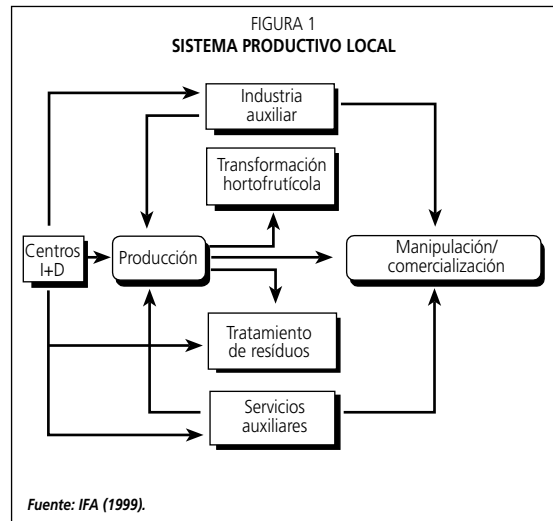 FIGURA 1
SISTEMA PRODUCTIVO LOCAL
Industria
auxiliar
Transformación
hortofrutícola
Centros
I+D
Producción
Manipulación/
comercialización
Tratamiento
de resíduos
Servicios
auxiliares
Fuente: IFA (1999).